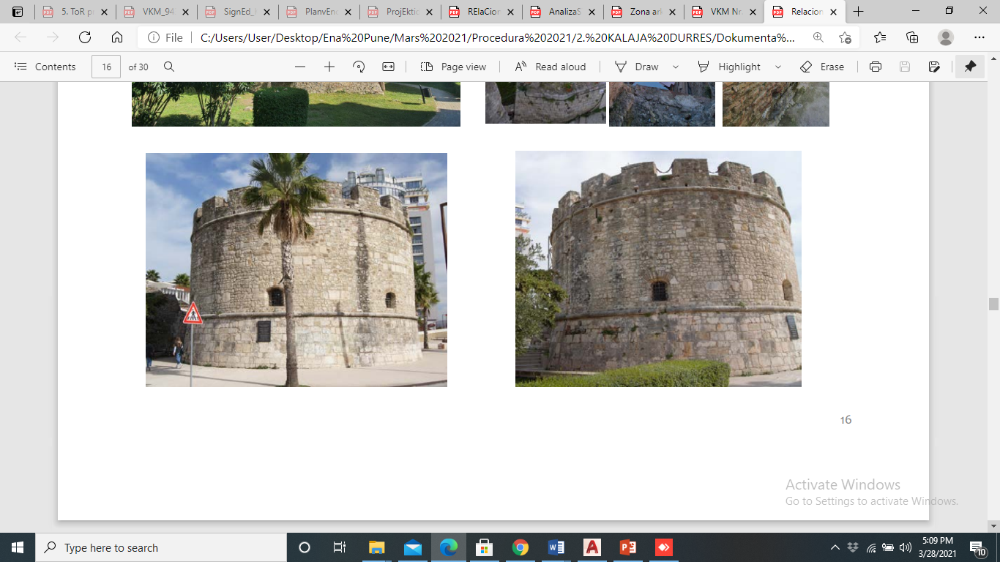 5. ToR p
VKM_94
SignEd_
PlanvEn
ProjEktio
RElaCior
AnalizaS
Zona ark
VKM Nr.
Relacion
File
C:/Users/User/Desktop/Ena%20Pune/Mars%202021/Procedura%202021/2.%20KALAJA%20DURRES/Dokumenta%...
Contents
16
of 30
Page view
Read aloud
Draw
Highlight
Erase
16
Activate Windows
Go to Settings to activate Windows.
Type here to search
5:09 PM
3/28/2021
10